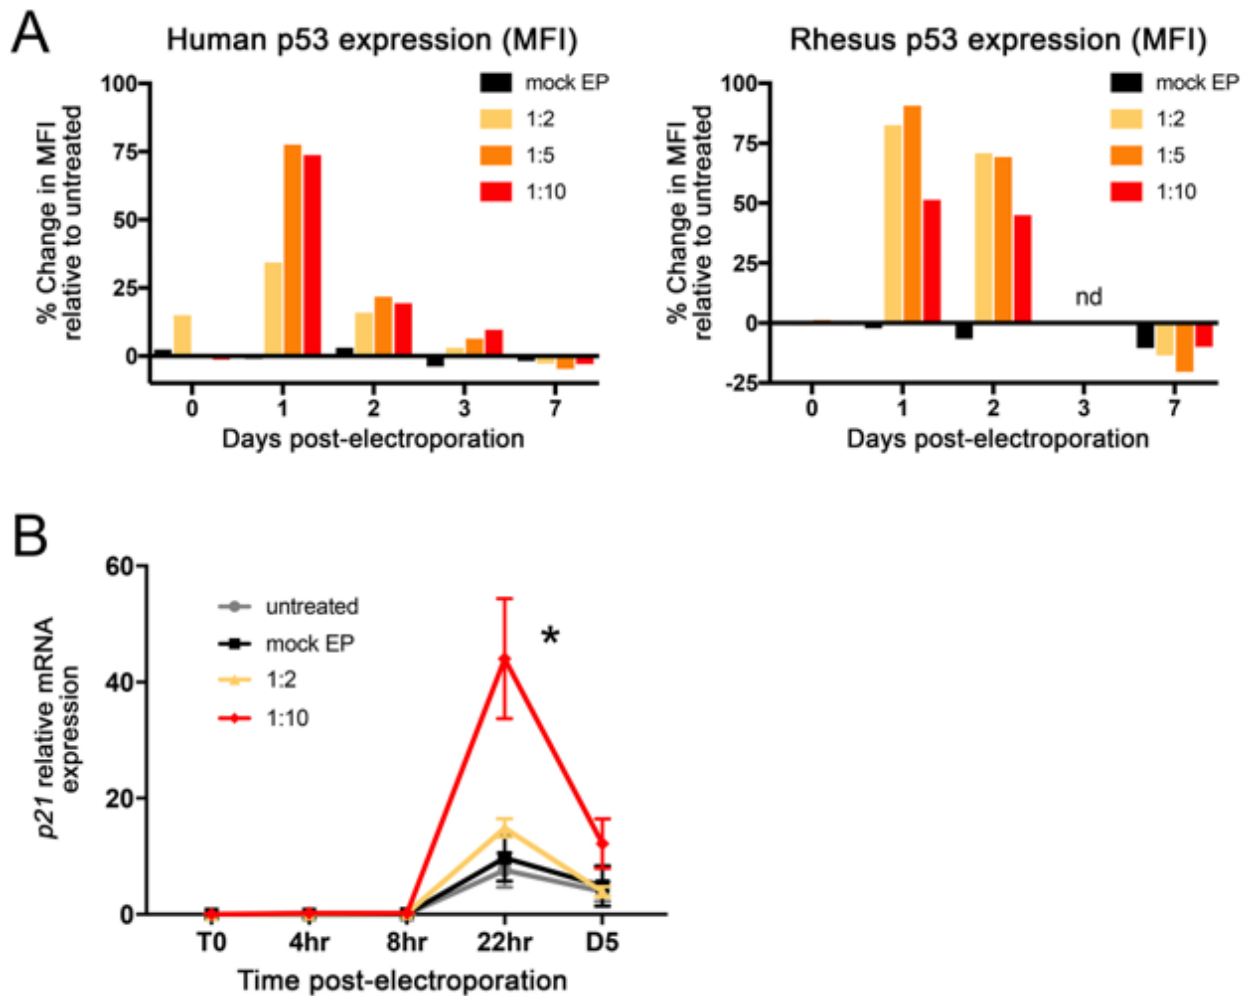 A
Human p53 expression (MFI)
% Change in MFI
relative to untreated
100
75
50
25
0
mock EP
1:2
1:5
1:10
0 1 2 3 7
Days post-electroporation
Rhesus p53 expression (MFI)
% Change in MFI
relative to untreated
100
75
50
25
0
-25
mock EP
1:2
1:5
1:10
nd
0 1 2 3 7
Days post-electroporation
B
p21 relative mRNA
expression
60
40
20
0
untreated
mock EP
1:2
1:10
*
T0 4hr 8hr 22hr D5
Time post-electroporation